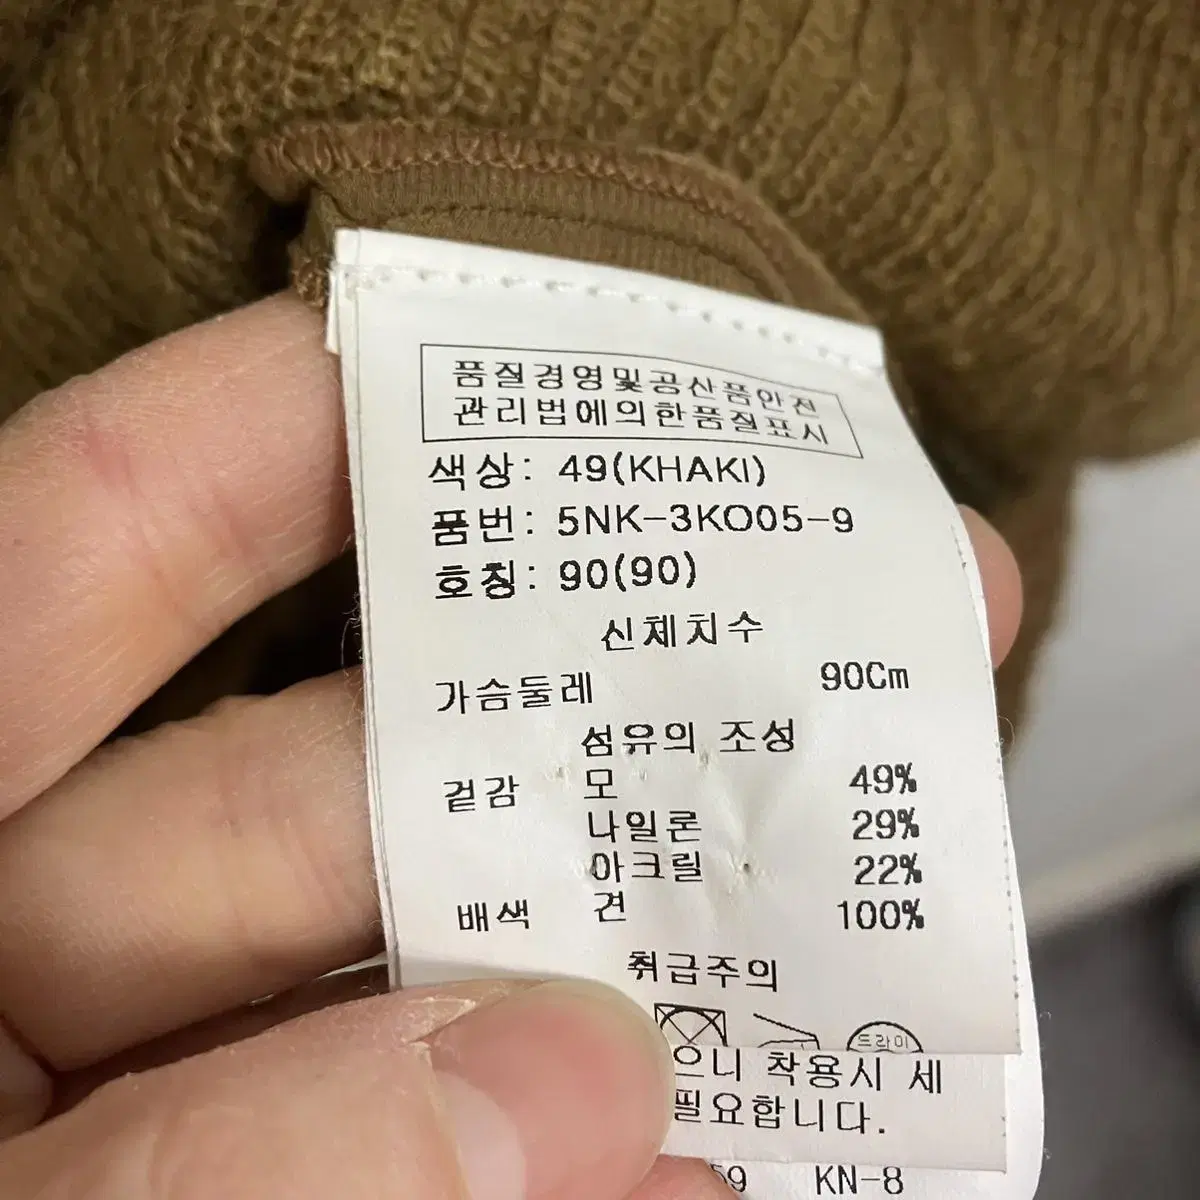 품질경영및공산품안전
관리법에의한품질표시
색상: 49(KHAKI)
품번: 5NK-3KO05-9
호칭: 90(90)
신체치수
가슴둘레 90Cm
섬유의 조성
겉감 모 49%
나일론 29%
아크릴 22%
배색 견 100%
취급주의
드라이
으니 착용시 세
필요합니다.
59 KN-8